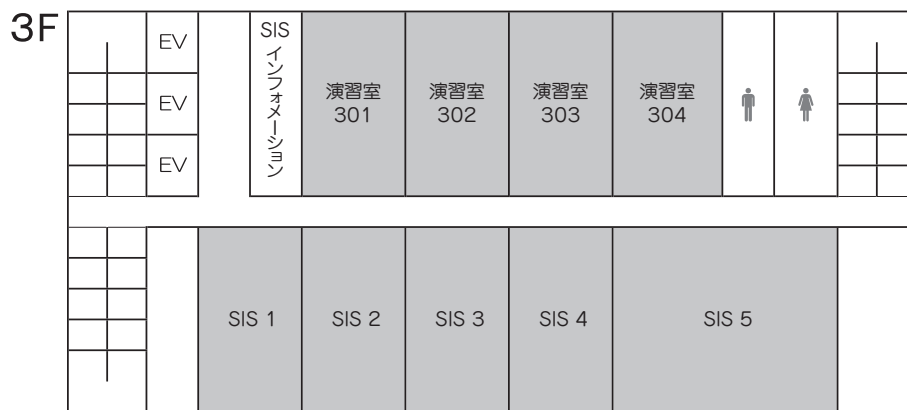 3F
EV
EV
EV
SIS
インフォメーション
演習室
301
演習室
302
演習室
303
演習室
304
SIS 1
SIS 2
SIS 3
SIS 4
SIS 5